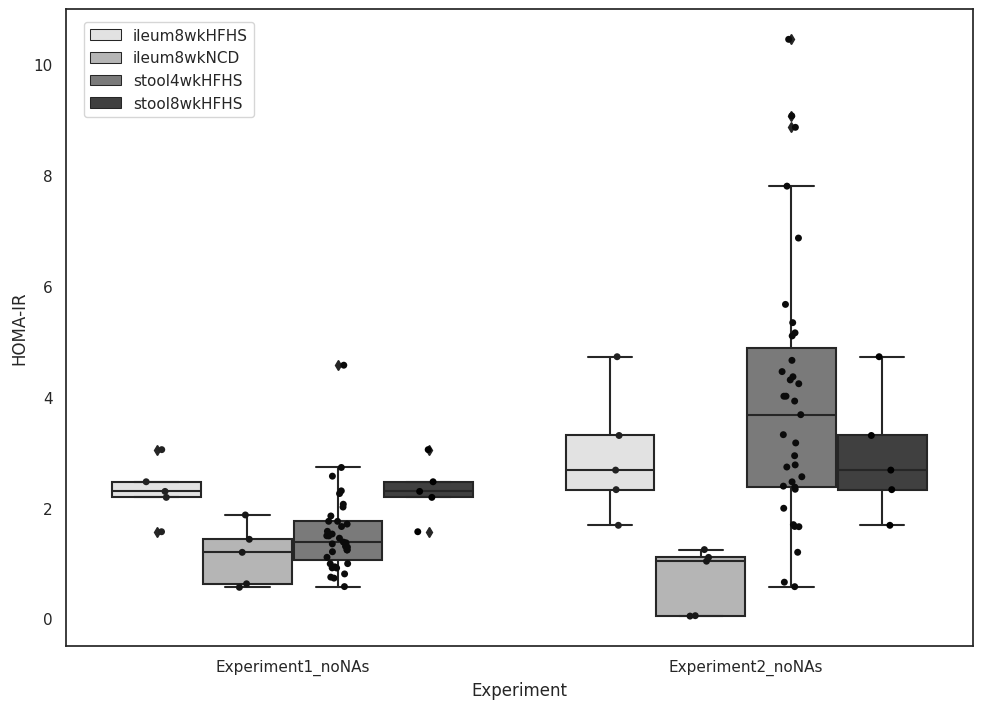 ileum8wkHFHS
ileum8wkNCD
stool4wkHFHS
stool8wkHFHS
10
8
6
4
2
0
HOMA-IR
Experiment1_noNAs
Experiment2_noNAs
Experiment